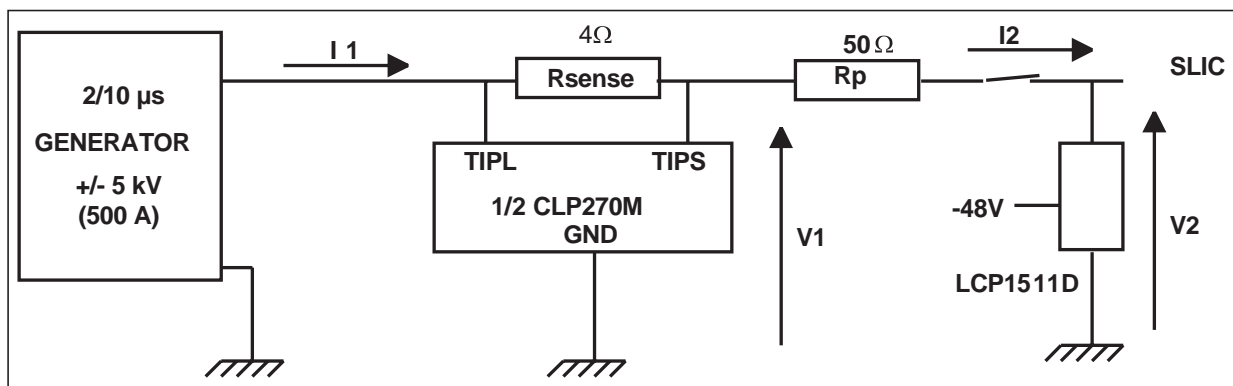 2/10 µs
GENERATOR
+/- 5 kV
(500 A)
I 1
4Ω
Rsense
TIPL TIPS
1/2 CLP270M
GND
V1
50 Ω
Rp
I2
SLIC
-48V
V2
LCP1511D